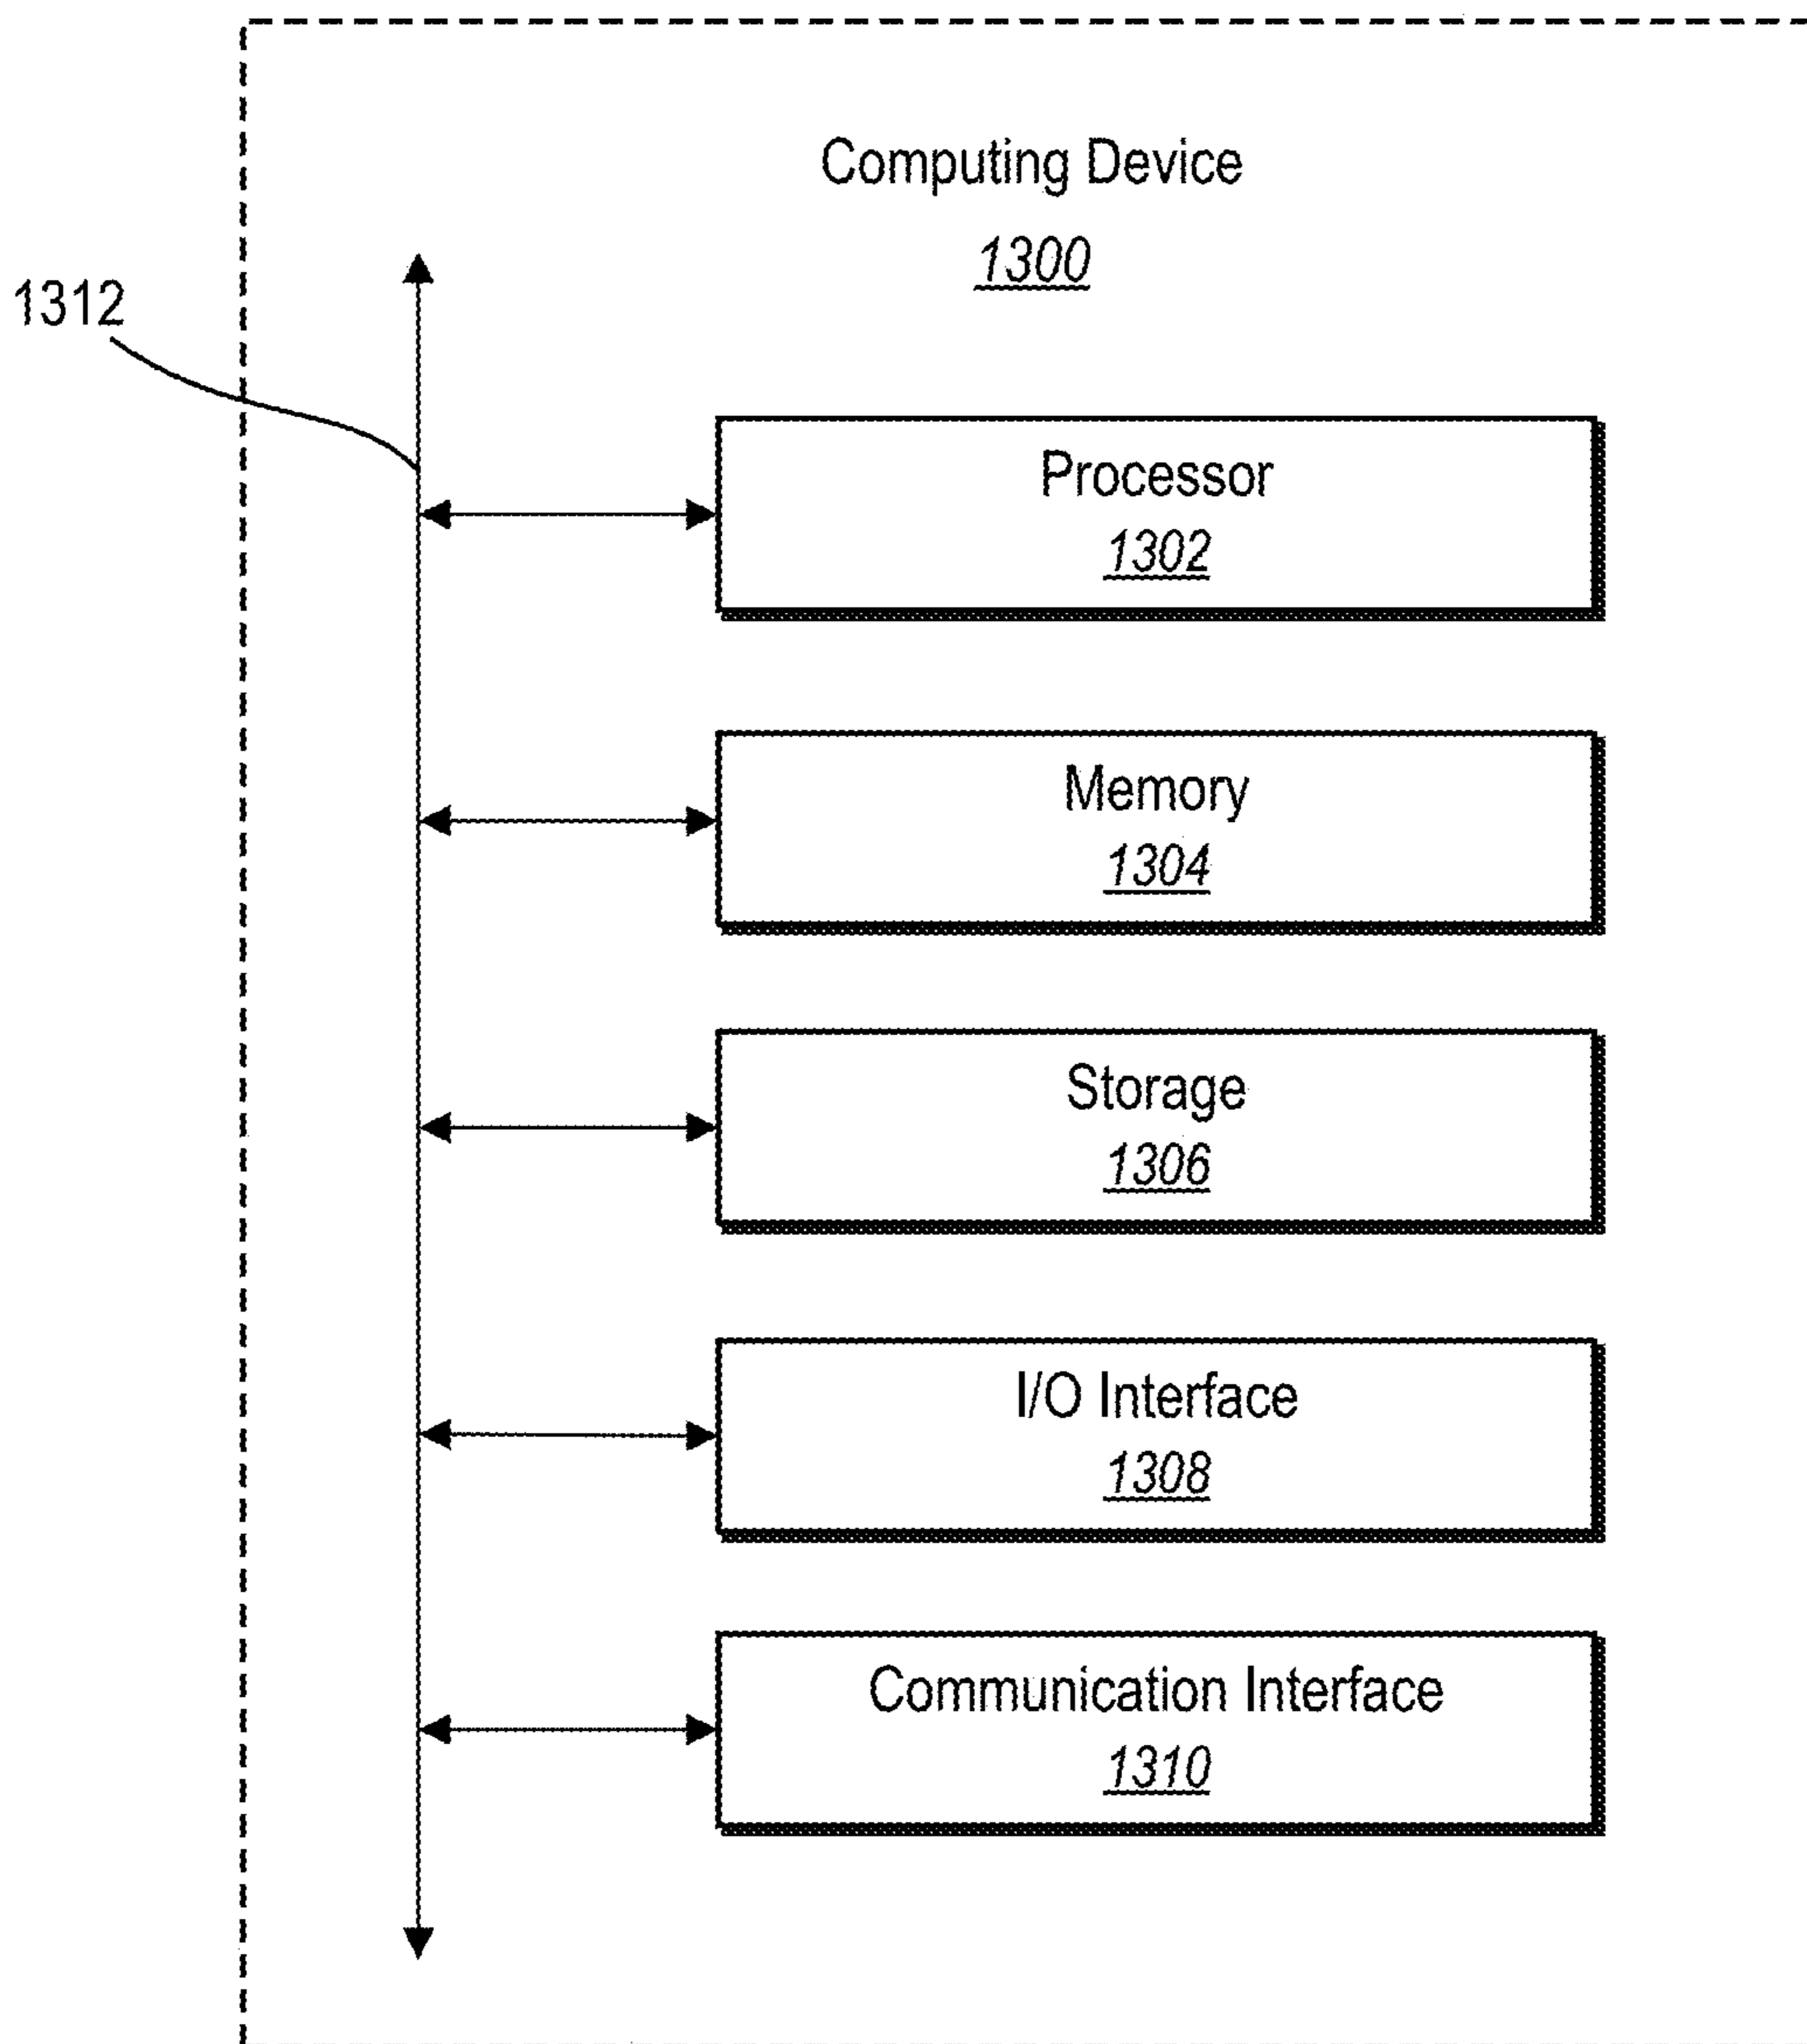 Computing Device
1300
1312
Processor
1302
Memory
1304
Storage
1306
I/O Interface
1308
Communication Interface
1310